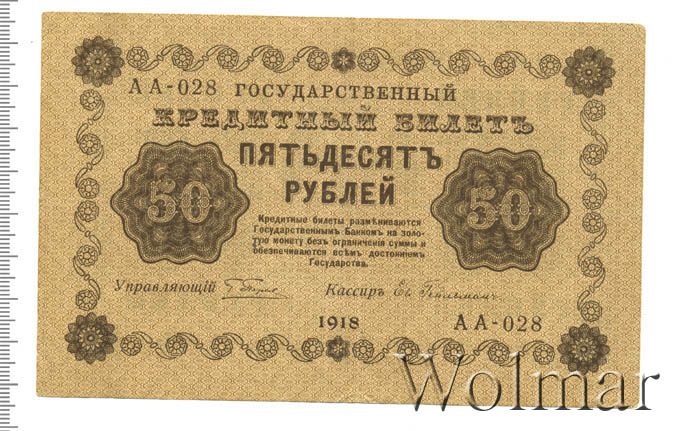 АА-028 ГОСУДАРСТВЕННЫЙ
КРЕДИТНЫЙ БИЛЕТЪ
ПЯТЬДЕСЯТЪ
РУБЛЕЙ
50
50
Кредитные билеты размѣниваются
Государственнымъ Банкомъ на золо-
тую монету безъ ограниченія суммы и
обезпечиваются всѣмъ достояніемъ
Государства.
Управляющій
Кассиръ
1918
АА-028
Wolmar